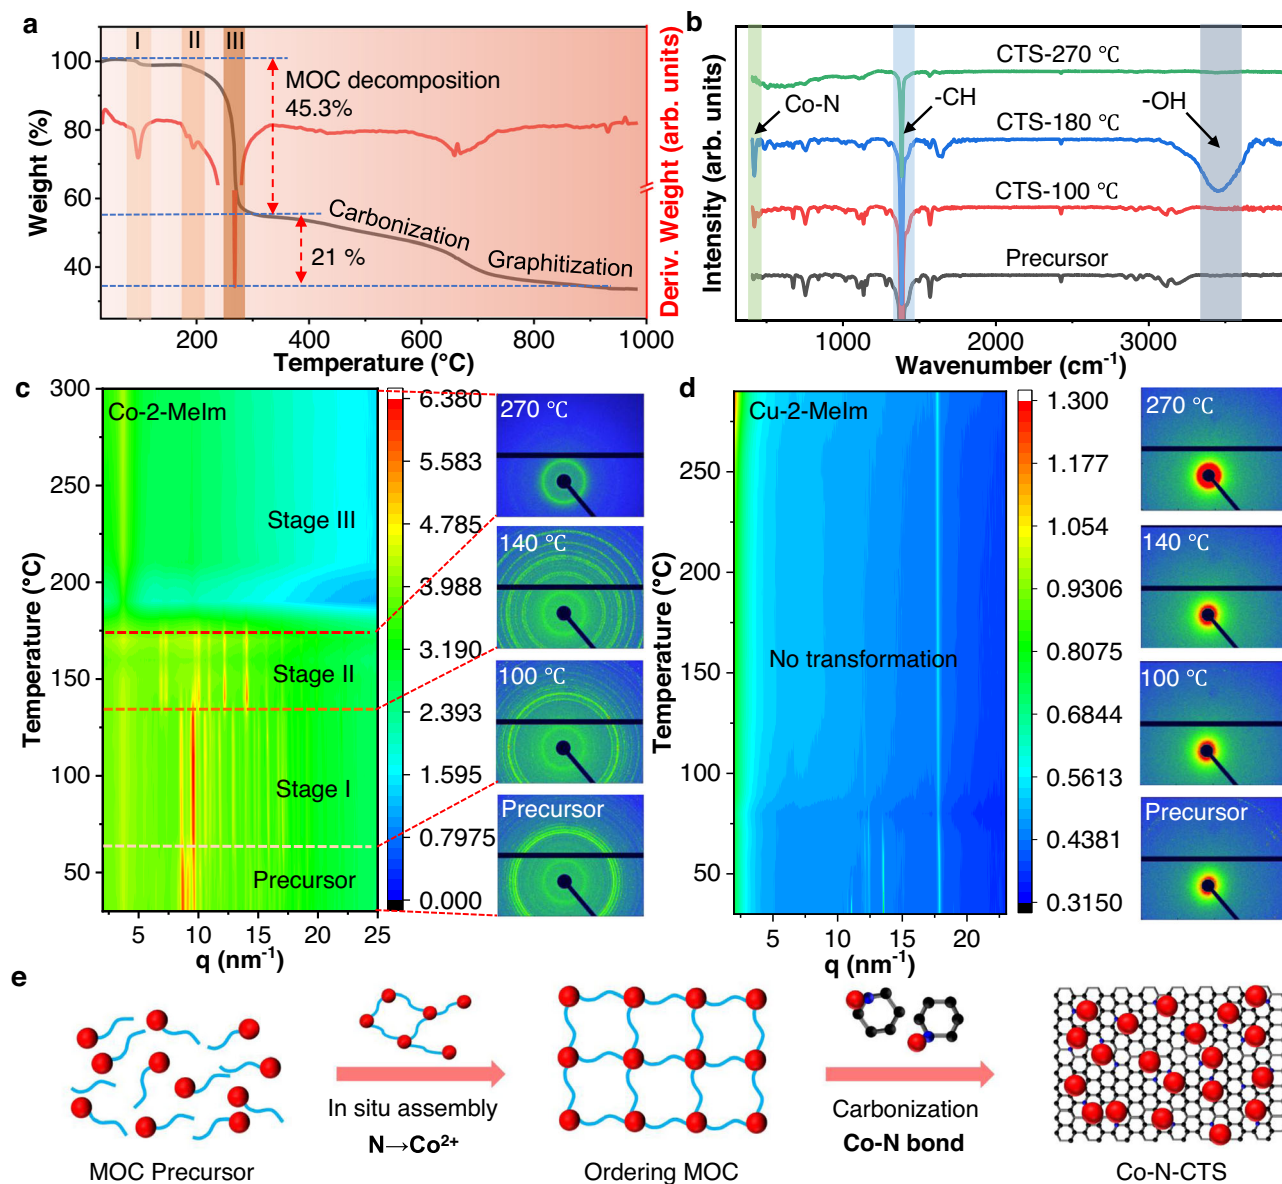 a
I
II
III
100
80
60
40
Weight (%)
MOC decomposition
45.3%
Carbonization
21 %
Graphitization
Deriv. Weight (arb. units)
200
400
600
800
1000
Temperature (°C)
b
CTS-270 ℃
Co-N
-CH
-OH
CTS-180 ℃
CTS-100 ℃
Precursor
Intensity (arb. units)
1000
2000
3000
Wavenumber (cm⁻¹)
c
Co-2-MeIm
300
250
200
150
100
50
Temperature (°C)
Stage III
Stage II
Stage I
Precursor
5
10
15
20
25
q (nm⁻¹)
6.380
5.583
4.785
3.988
3.190
2.393
1.595
0.7975
0.000
270 ℃
140 ℃
100 ℃
Precursor
d
Cu-2-MeIm
250
200
150
100
50
Temperature (°C)
No transformation
5
10
15
20
q (nm⁻¹)
1.300
1.177
1.054
0.9306
0.8075
0.6844
0.5613
0.4381
0.3150
270 ℃
140 ℃
100 ℃
Precursor
e
MOC Precursor
In situ assembly
N→Co²⁺
Ordering MOC
Carbonization
Co-N bond
Co-N-CTS